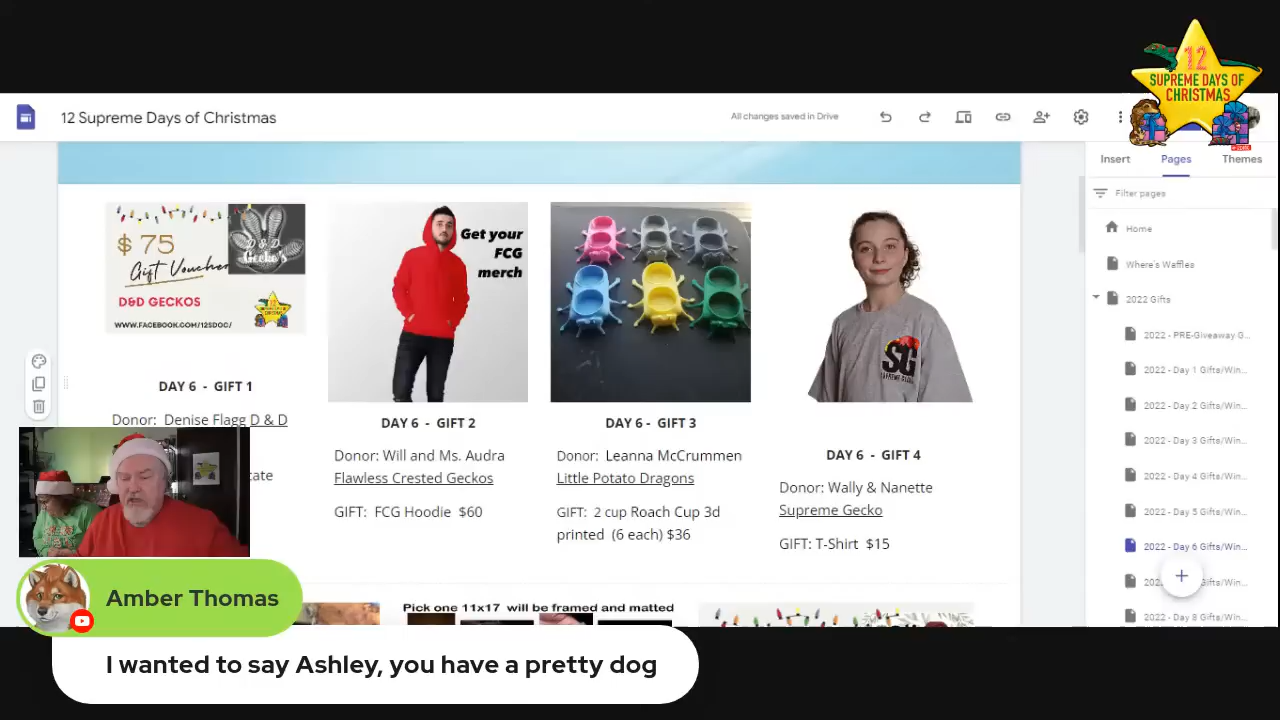 12
SUPREME DAYS OF
CHRISTMAS
12 Supreme Days of Christmas
All changes saved in Drive
Insert
Pages
Themes
Filter pages
Home
Where's Waffles
2022 Gifts
2022 - PRE-Giveaway G...
2022 - Day 1 Gifts/Win...
2022 - Day 2 Gifts/Win...
2022 - Day 3 Gifts/Win...
2022 - Day 4 Gifts/Win...
2022 - Day 5 Gifts/Win...
2022 - Day 6 Gifts/Win...
Gifts/Win...
2022 - Day 8 Gifts/Win...
$ 75
Gift Voucher
D & D
Gecko's
D&D GECKOS
WWW.FACEBOOK.COM/12SDOC/
DAY 6 - GIFT 1
Donor: Denise Flagg D & D
Get your
FCG
merch
DAY 6 - GIFT 2
Donor: Will and Ms. Audra
Flawless Crested Geckos
GIFT: FCG Hoodie $60
DAY 6 - GIFT 3
Donor: Leanna McCrummen
Little Potato Dragons
GIFT: 2 cup Roach Cup 3d
printed (6 each) $36
SG
DAY 6 - GIFT 4
Donor: Wally & Nanette
Supreme Gecko
GIFT: T-Shirt $15
Pick one 11x17 will be framed and matted
Amber Thomas
I wanted to say Ashley, you have a pretty dog